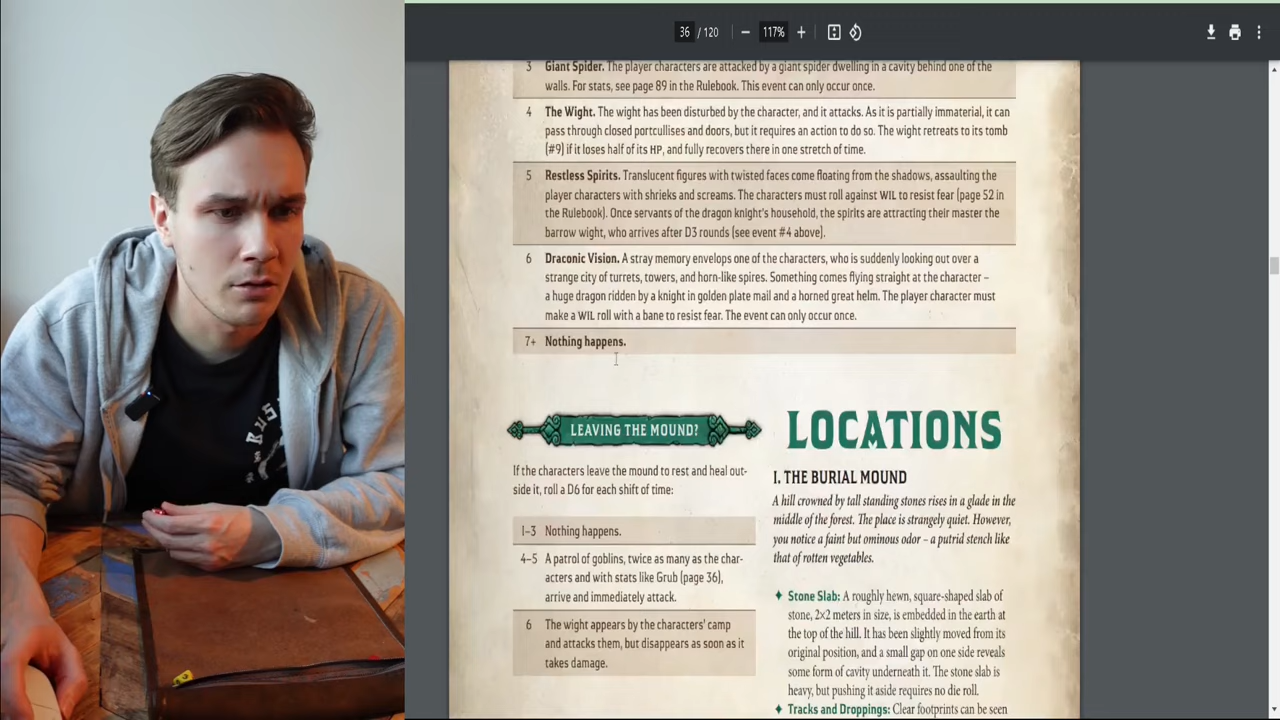 36 / 120
117%
3 Giant Spider. The player characters are attacked by a giant spider dwelling in a cavity behind one of the
walls. For stats, see page 89 in the Rulebook. This event can only occur once.
4 The Wight. The wight has been disturbed by the character, and it attacks. As it is partially immaterial, it can
pass through closed portcullises and doors, but it requires an action to do so. The wight retreats to its tomb
(#9) if it loses half of its HP, and fully recovers there in one stretch of time.
5 Restless Spirits. Translucent figures with twisted faces come floating from the shadows, assaulting the
player characters with shrieks and screams. The characters must roll against WIL to resist fear (page 52 in
the Rulebook). Once servants of the dragon knight's household, the spirits are attracting their master the
barrow wight, who arrives after D3 rounds (see event #4 above).
6 Draconic Vision. A stray memory envelops one of the characters, who is suddenly looking out over a
strange city of turrets, towers, and horn-like spires. Something comes flying straight at the character –
a huge dragon ridden by a knight in golden plate mail and a horned great helm. The player character must
make a WIL roll with a bane to resist fear. The event can only occur once.
7+ Nothing happens.
LEAVING THE MOUND?
If the characters leave the mound to rest and heal out-
side it, roll a D6 for each shift of time:
1–3 Nothing happens.
4–5 A patrol of goblins, twice as many as the char-
acters and with stats like Grub (page 36),
arrive and immediately attack.
6 The wight appears by the characters' camp
and attacks them, but disappears as soon as it
takes damage.
LOCATIONS
1. THE BURIAL MOUND
A hill crowned by tall standing stones rises in a glade in the
middle of the forest. The place is strangely quiet. However,
you notice a faint but ominous odor – a putrid stench like
that of rotten vegetables.
✦ Stone Slab: A roughly hewn, square-shaped slab of
stone, 2×2 meters in size, is embedded in the earth at
the top of the hill. It has been slightly moved from its
original position, and a small gap on one side reveals
some form of cavity underneath it. The stone slab is
heavy, but pushing it aside requires no die roll.
✦ Tracks and Droppings: Clear footprints can be seen